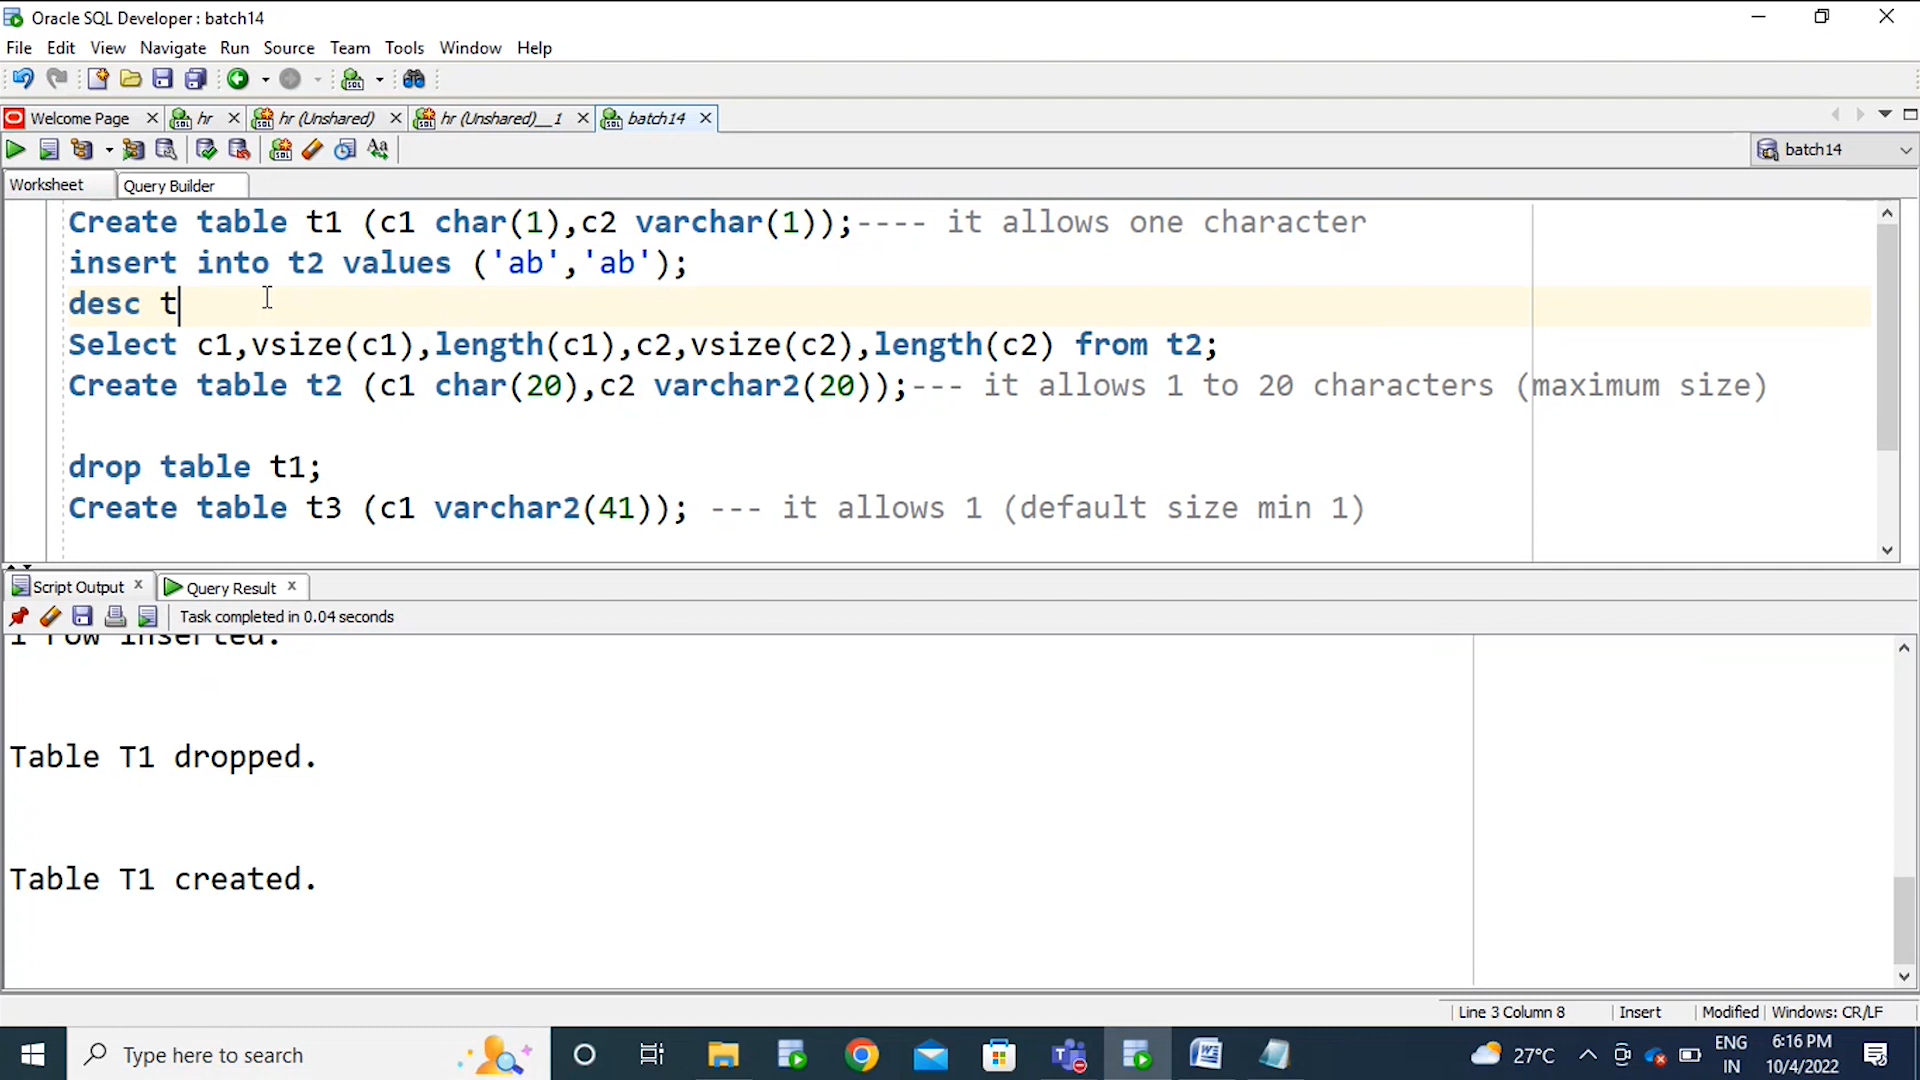 Oracle SQL Developer : batch14
File Edit View Navigate Run Source Team Tools Window Help
Welcome Page hr hr (Unshared) hr (Unshared)__1 batch14
batch14
Worksheet Query Builder
Create table t1 (c1 char(1),c2 varchar(1));---- it allows one character
insert into t2 values ('ab','ab');
desc t
Select c1,vsize(c1),length(c1),c2,vsize(c2),length(c2) from t2;
Create table t2 (c1 char(20),c2 varchar2(20));--- it allows 1 to 20 characters (maximum size)
drop table t1;
Create table t3 (c1 varchar2(41)); --- it allows 1 (default size min 1)
Script Output Query Result
Task completed in 0.04 seconds
1 row inserted.
Table T1 dropped.
Table T1 created.
Line 3 Column 8 Insert Modified Windows: CR/LF
Type here to search
27°C
ENG
IN
6:16 PM
10/4/2022